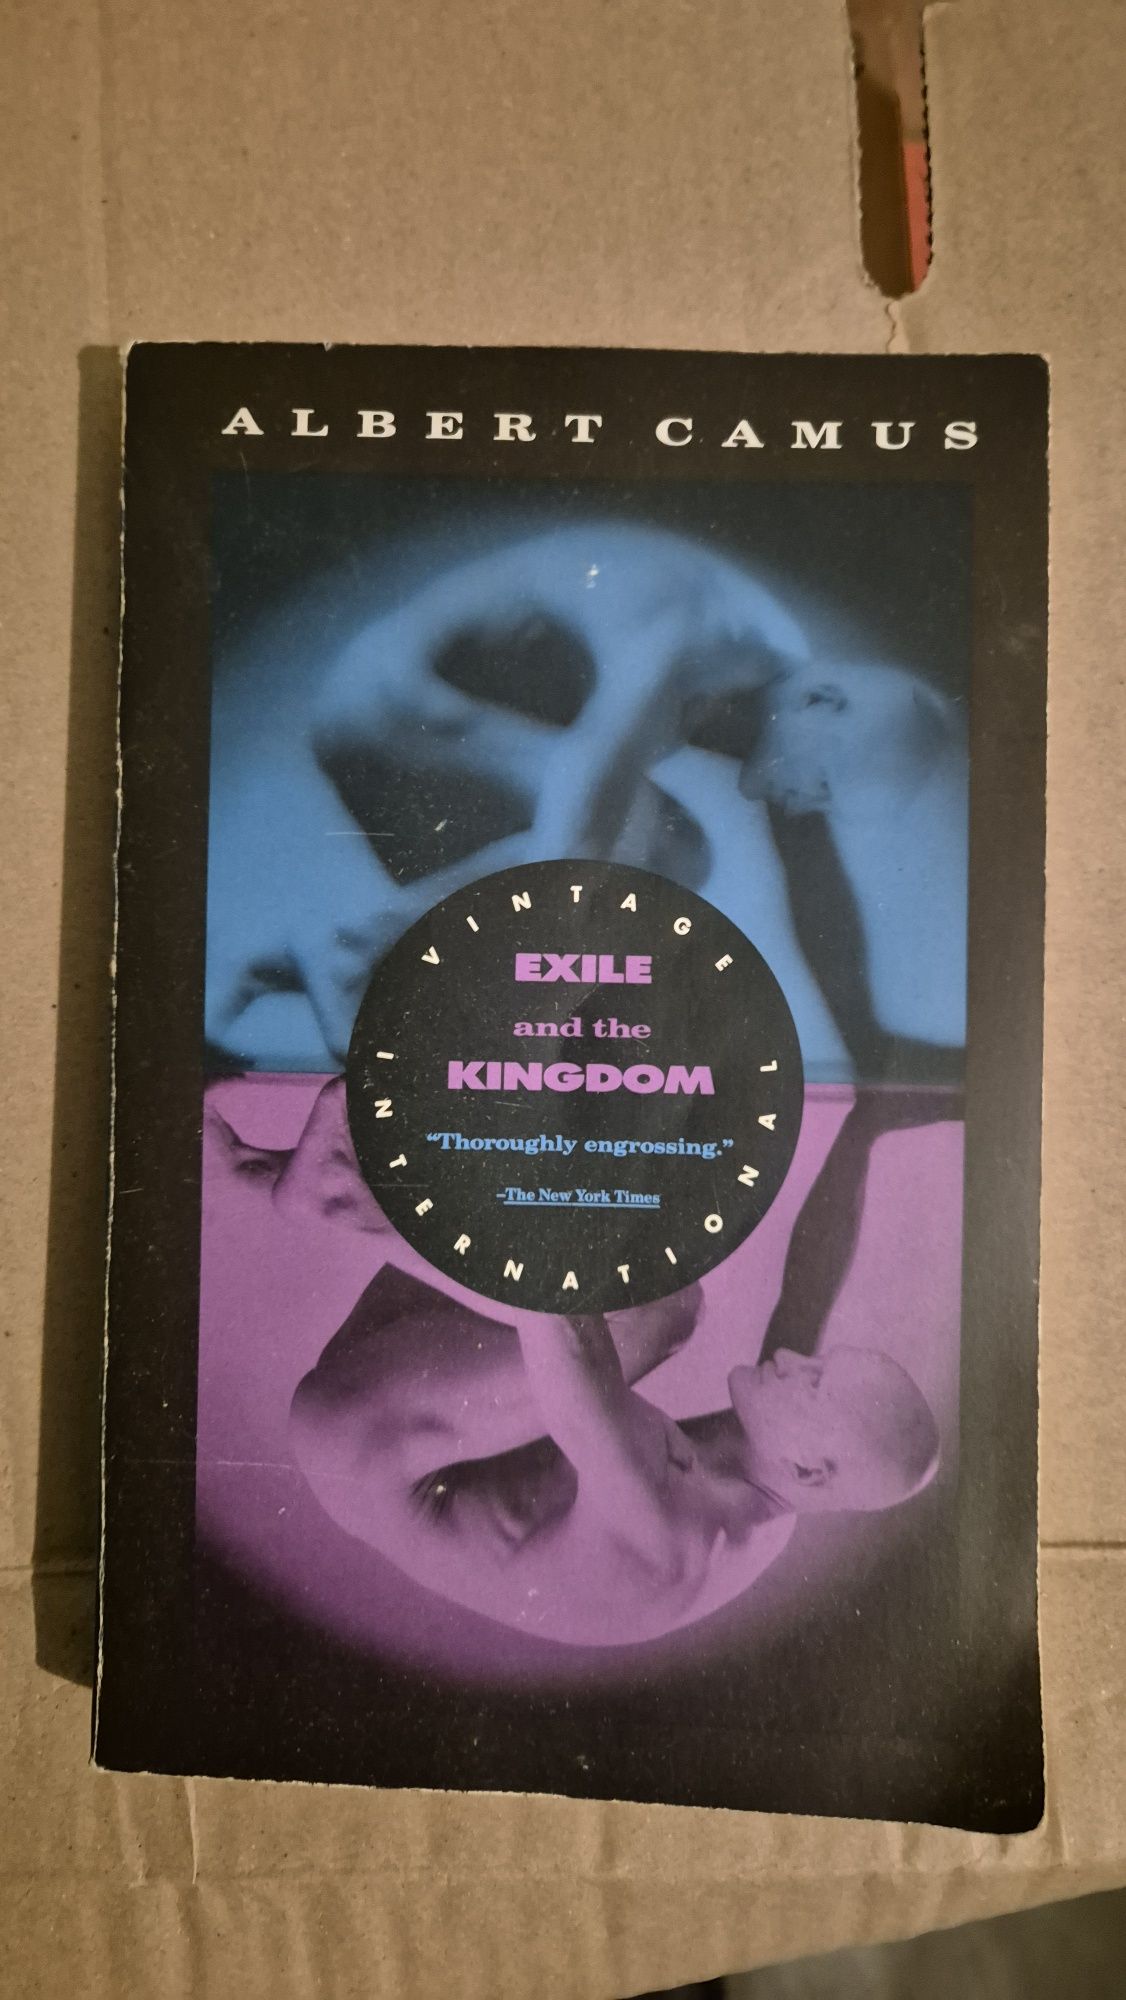 ALBERT CAMUS
VINTAGE
EXILE
and the
KINGDOM
"Thoroughly engrossing."
–The New York Times
INTERNATIONAL